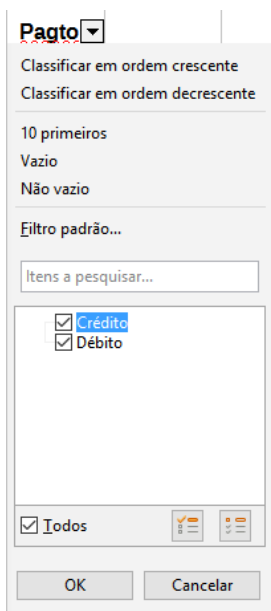 Pagto
Classificar em ordem crescente
Classificar em ordem decrescente
10 primeiros
Vazio
Não vazio
Filtro padrão...
Itens a pesquisar...
Crédito
Débito
Todos
OK Cancelar